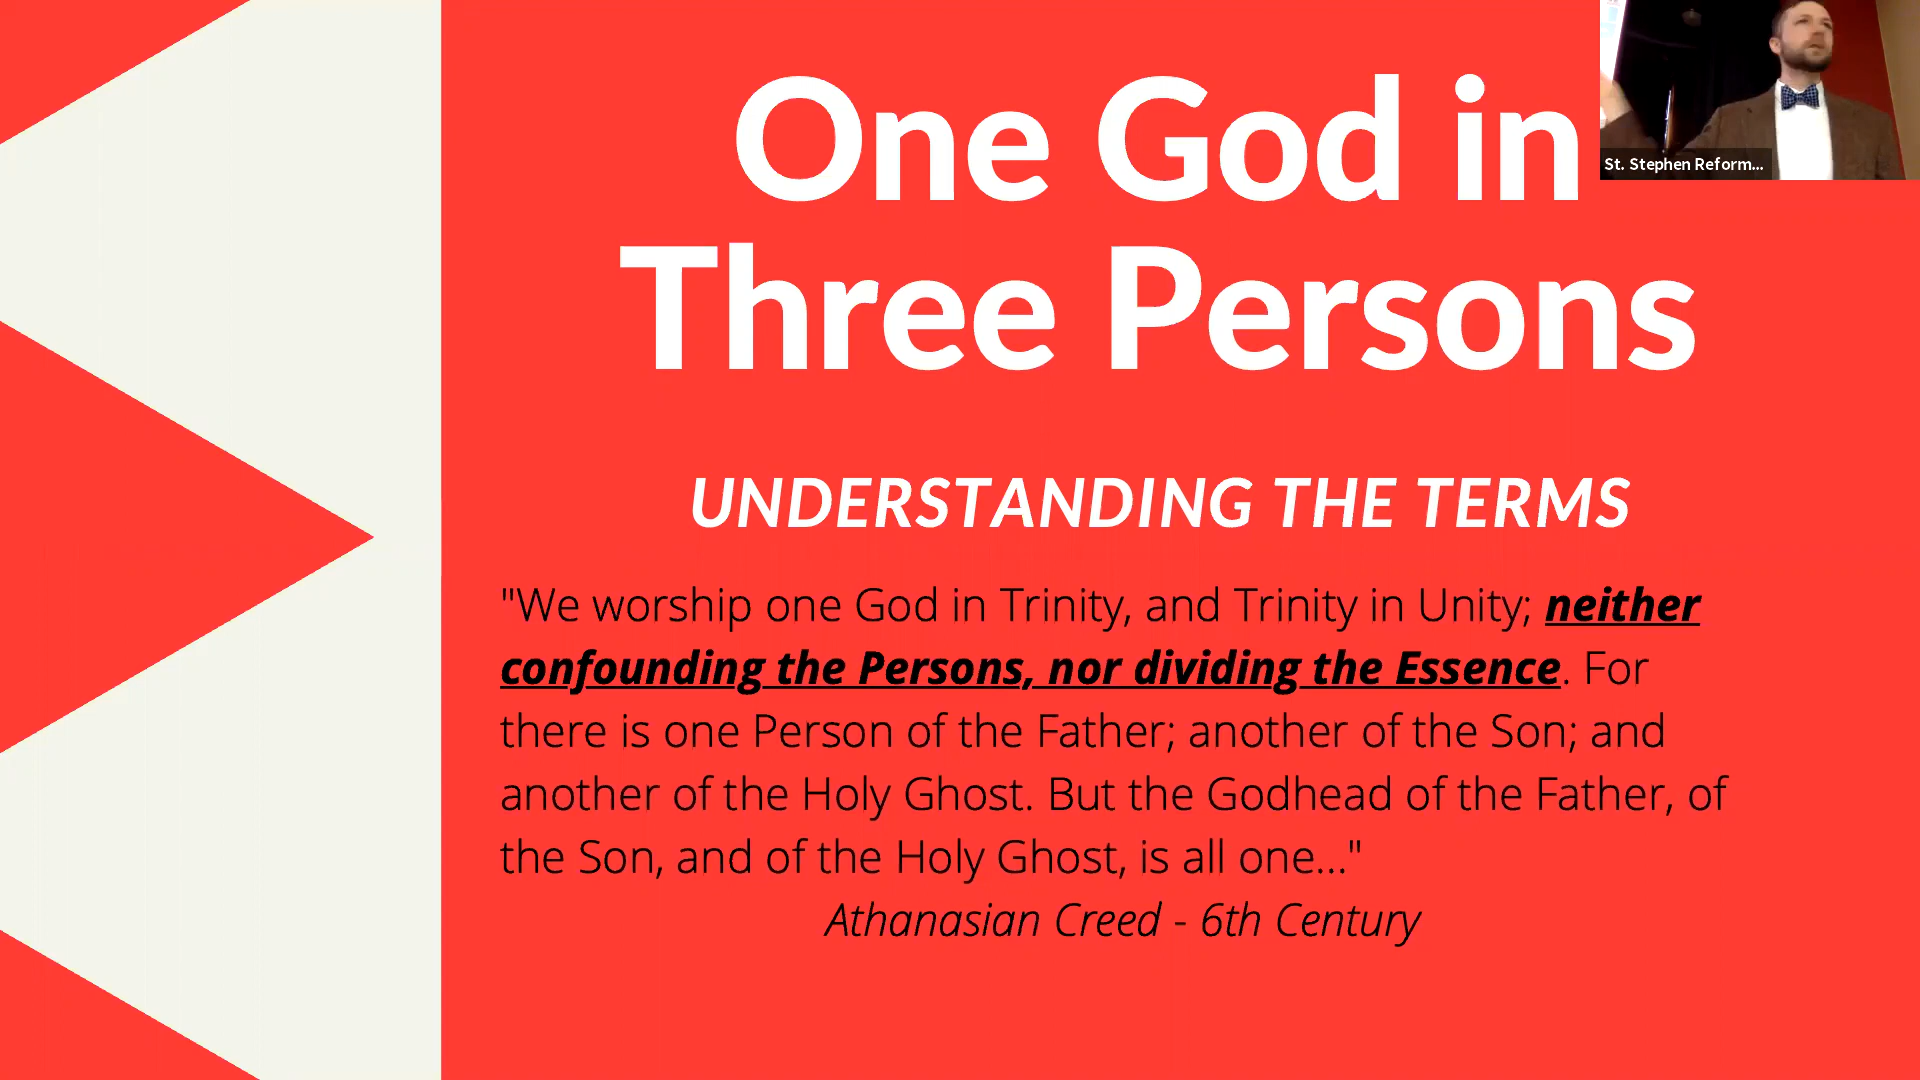 One God in
Three Persons
St. Stephen Reform...
UNDERSTANDING THE TERMS
"We worship one God in Trinity, and Trinity in Unity; neither
confounding the Persons, nor dividing the Essence. For
there is one Person of the Father; another of the Son; and
another of the Holy Ghost. But the Godhead of the Father, of
the Son, and of the Holy Ghost, is all one..."
Athanasian Creed - 6th Century